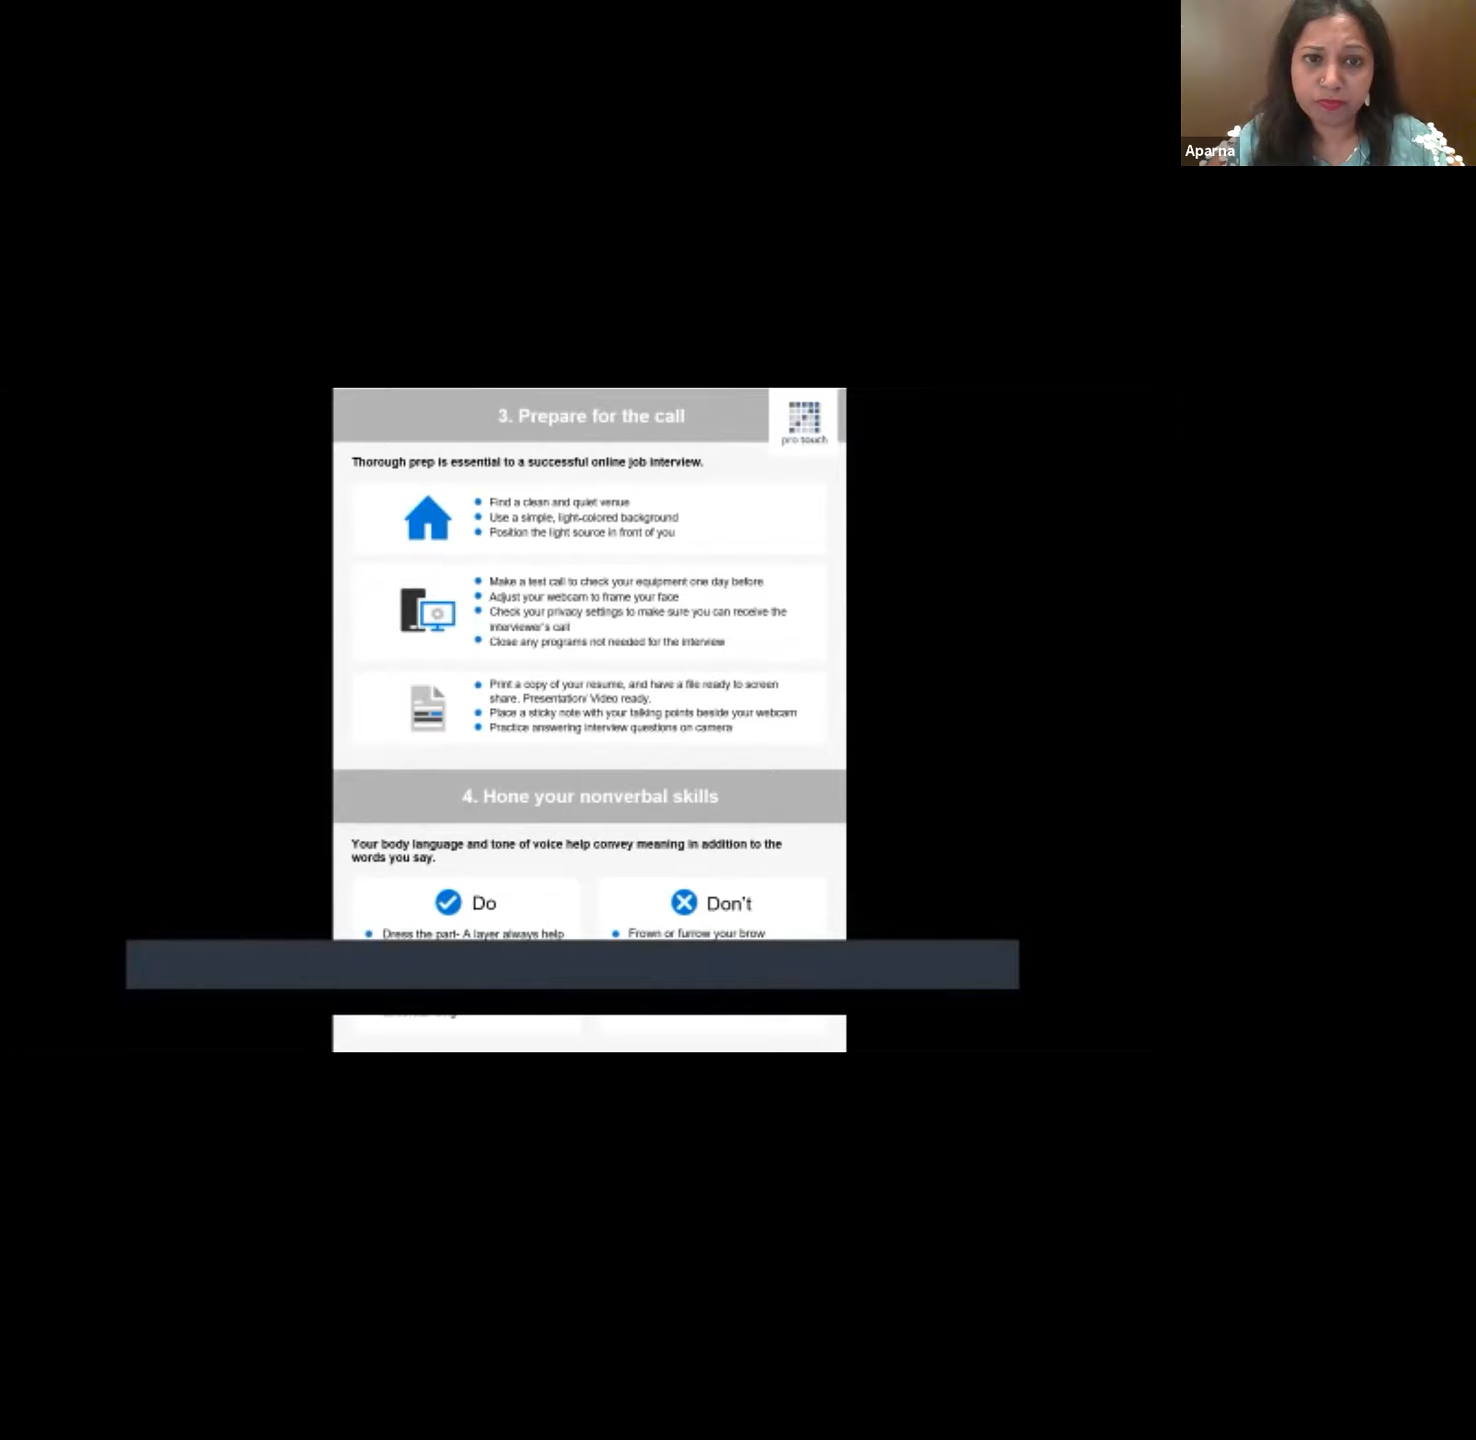 Aparna
3. Prepare for the call
pro touch
Thorough prep is essential to a successful online job interview.
Find a clean and quiet venue
Use a simple, light-colored background
Position the light source in front of you
Make a test call to check your equipment one day before
Adjust your webcam to frame your face
Check your privacy settings to make sure you can receive the
interviewer's call
Close any programs not needed for the interview
Print a copy of your resume, and have a file ready to screen
share. Presentation/ Video ready.
Place a sticky note with your talking points beside your webcam
Practice answering interview questions on camera
4. Hone your nonverbal skills
Your body language and tone of voice help convey meaning in addition to the
words you say.
Do
Dress the part- A layer always help
Don't
Frown or furrow your brow